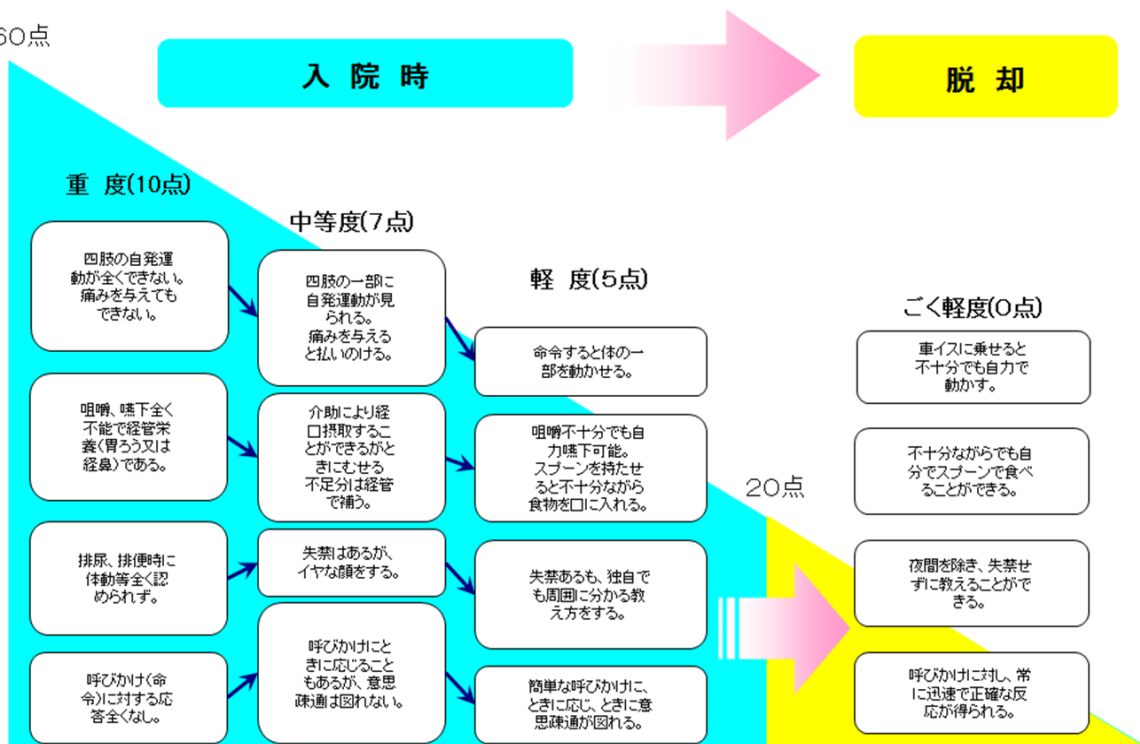 60点
入 院 時
脱 却
重 度(10点)
四肢の自発運
動が全くできない。
痛みを与えても
できない。
咀嚼、嚥下全く
不能で経管栄
養(胃ろう又は
経鼻)である。
排尿、排便時に
体動等全く認
められず。
呼びかけ(命
令)に対する応
答全くなし。
中等度(7点)
四肢の一部に
自発運動が見
られる。
痛みを与える
と払いのける。
介助により経
口摂取するこ
とができるがと
きにむせる
不足分は経管
で補う。
失禁はあるが、
イヤな顔をする。
呼びかけにと
きに応じること
もあるが、意思
疎通は図れない。
軽 度(5点)
命令すると体の一
部を動かせる。
咀嚼不十分でも自
力嚥下可能。
スプーンを持たせ
ると不十分ながら
食物を口に入れる。
失禁あるも、独自で
も周囲に分かる教
え方をする。
簡単な呼びかけに、
ときに応じ、ときに意
思疎通が図れる。
20点
ごく軽度(0点)
車イスに乗せると
不十分でも自力で
動かす。
不十分ながらでも自
分でスプーンで食べ
ることができる。
夜間を除き、失禁せ
ずに教えることがで
きる。
呼びかけに対し、常
に迅速で正確な反
応が得られる。